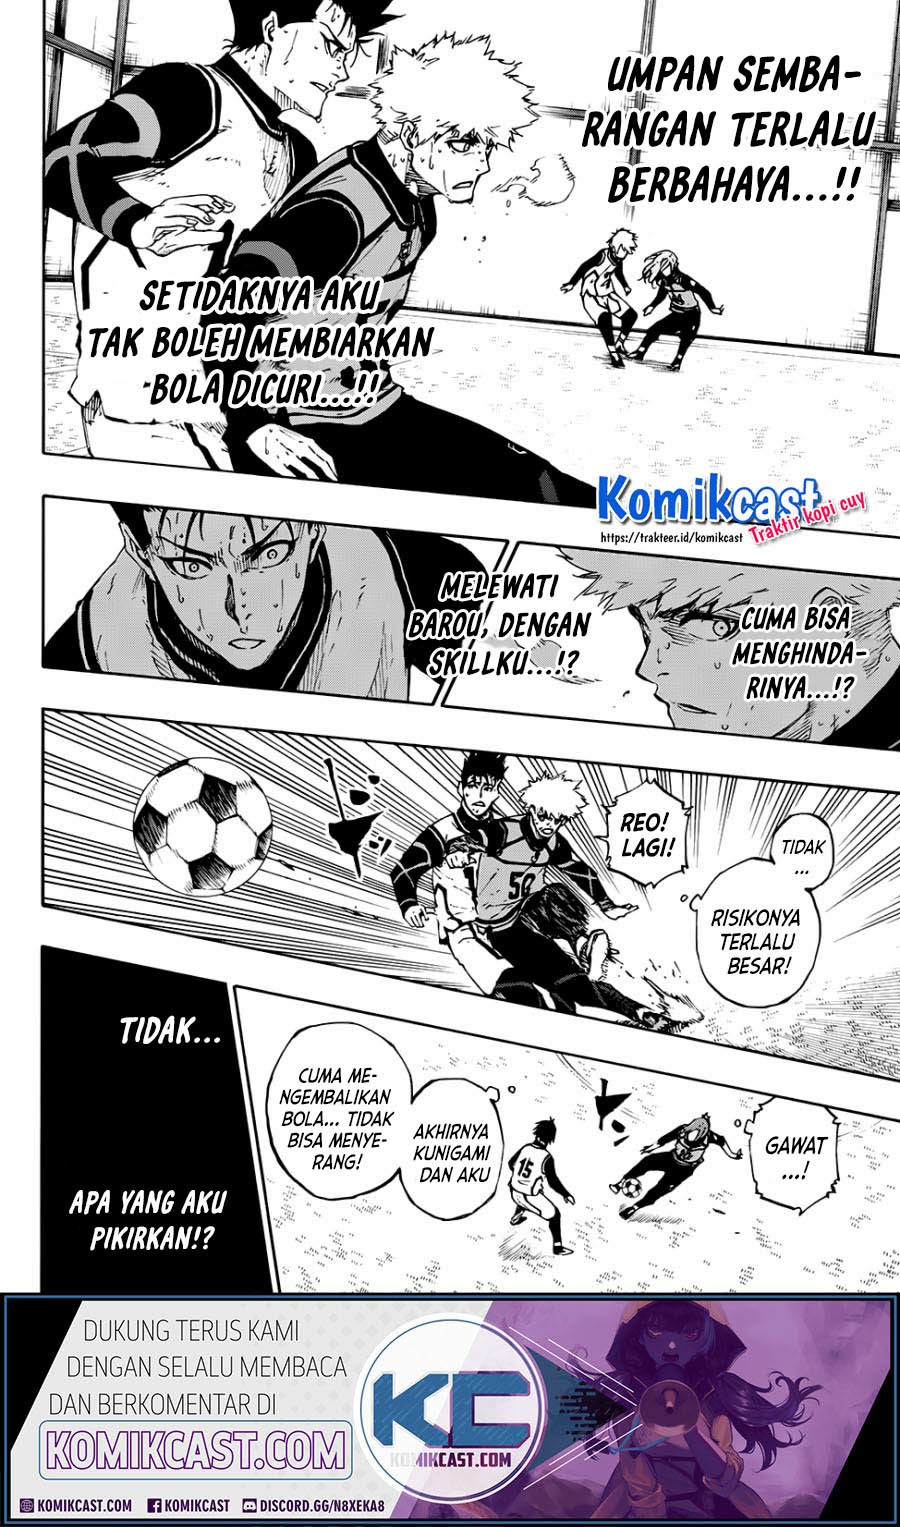 UMPAN SEMBA-
RANGAN TERLALU
BERBAHAYA...!!
SETIDAKNYA AKU
TAK BOLEH MEMBIARKAN
BOLA DICURI...!!
Komikcast
Traktir kopi cuy
https://trakteer.id/komikcast
CUMA BISA
MENGHINDA-
RINYA...!?
MELEWATI
BAROU, DENGAN
SKILLKU...!?
REO!
LAGI!
TIDAK
...
RISIKONYA
TERLALU
BESAR!
50
GAWAT
...!
15
AKHIRNYA
KUNIGAMI
DAN AKU
CUMA ME-
NGEMBALIKAN
BOLA... TIDAK
BISA MENYE-
RANG!
TIDAK...
APA YANG AKU
PIKIRKAN!?
DUKUNG TERUS KAMI
DENGAN SELALU MEMBACA
DAN BERKOMENTAR DI
KOMIKCAST.COM
KC
KOMIKCAST.COM
KOMIKCAST.COM
KOMIKCAST
DISCORD.GG/N8XEKA8